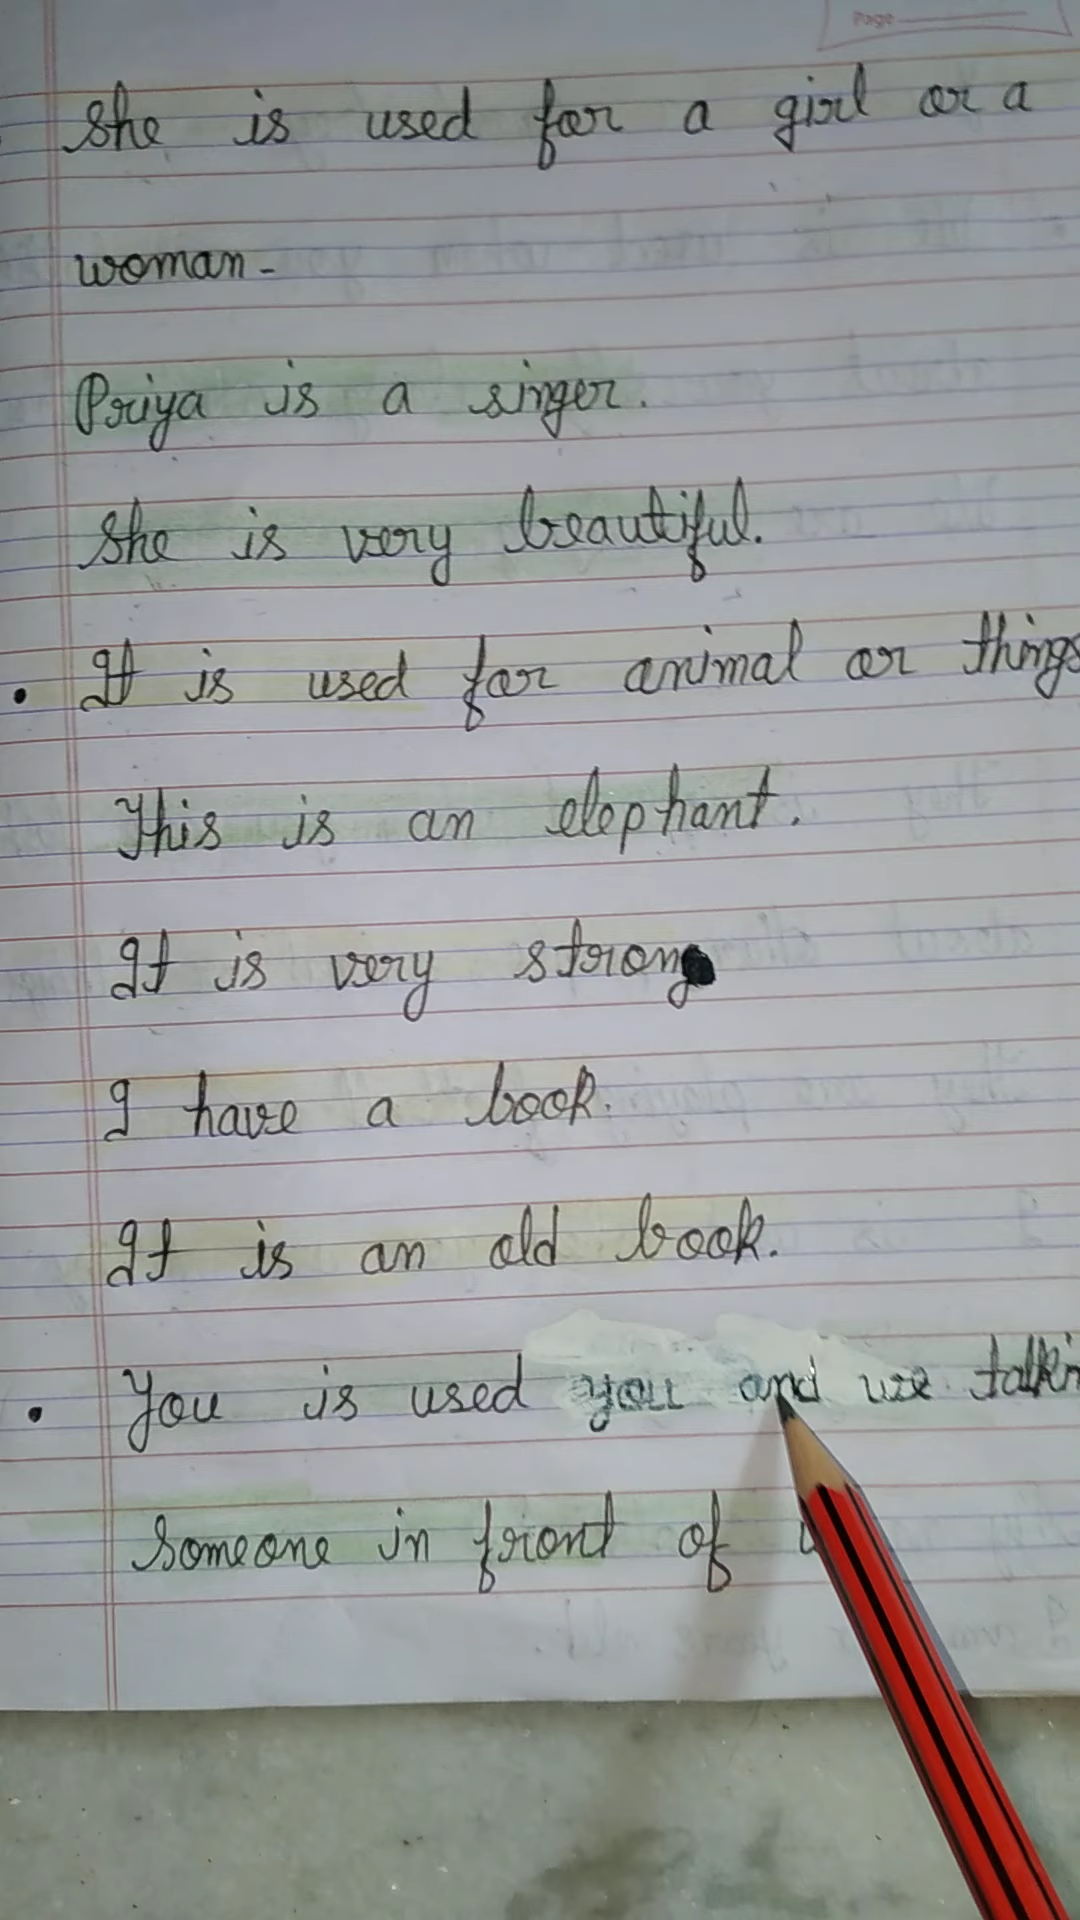 Page
She is used for a girl or a
woman-
Priya is a singer.
She is very beautiful.
• It is used for animal or things
This is an elephant.
It is very strong
I have a book.
It is an old book.
• You is used you and we talkin
someone in front of